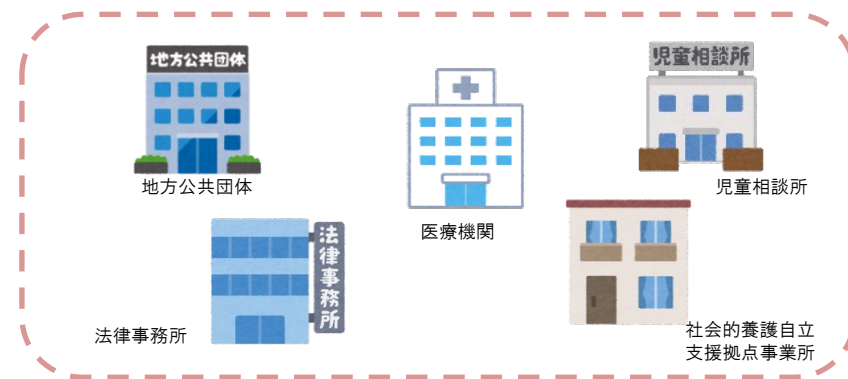 地方公共団体
地方公共団体
医療機関
児童相談所
児童相談所
法律事務所
法律事務所
社会的養護自立
支援拠点事業所